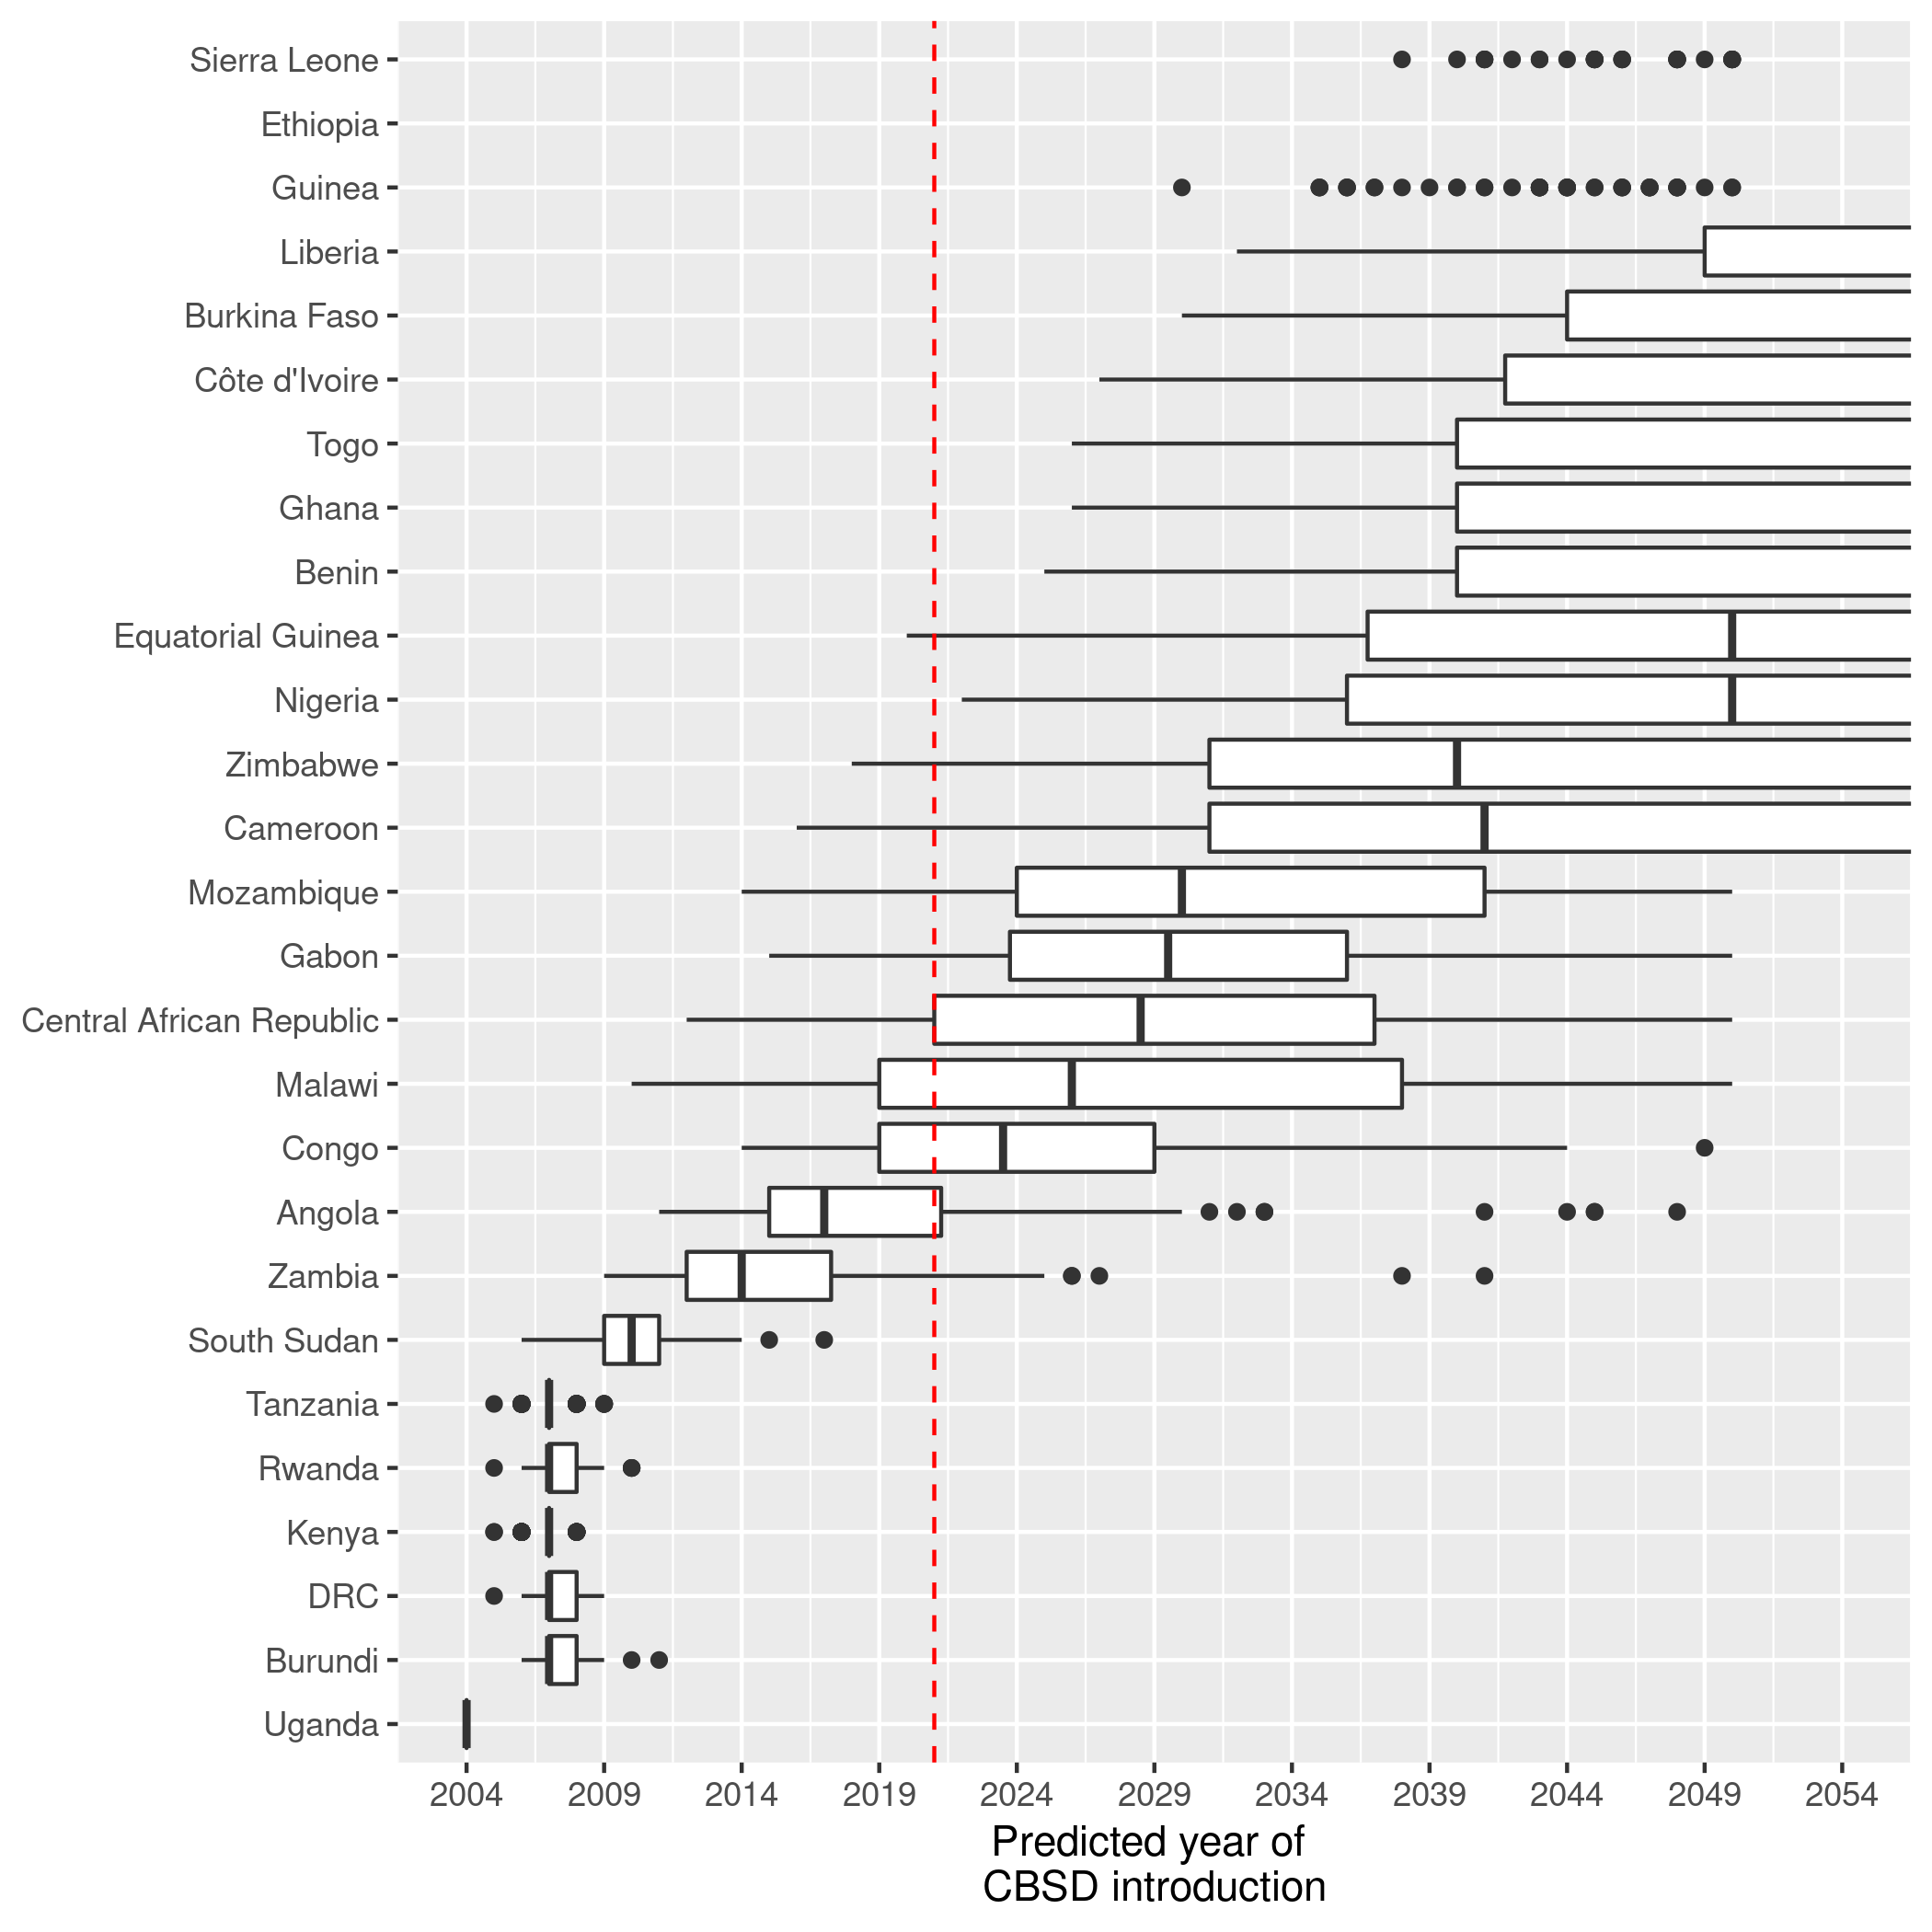 Sierra Leone
Ethiopia
Guinea
Liberia
Burkina Faso
Côte d'Ivoire
Togo
Ghana
Benin
Equatorial Guinea
Nigeria
Zimbabwe
Cameroon
Mozambique
Gabon
Central African Republic
Malawi
Congo
Angola
Zambia
South Sudan
Tanzania
Rwanda
Kenya
DRC
Burundi
Uganda
2004 2009 2014 2019 2024 2029 2034 2039 2044 2049 2054
Predicted year of
CBSD introduction